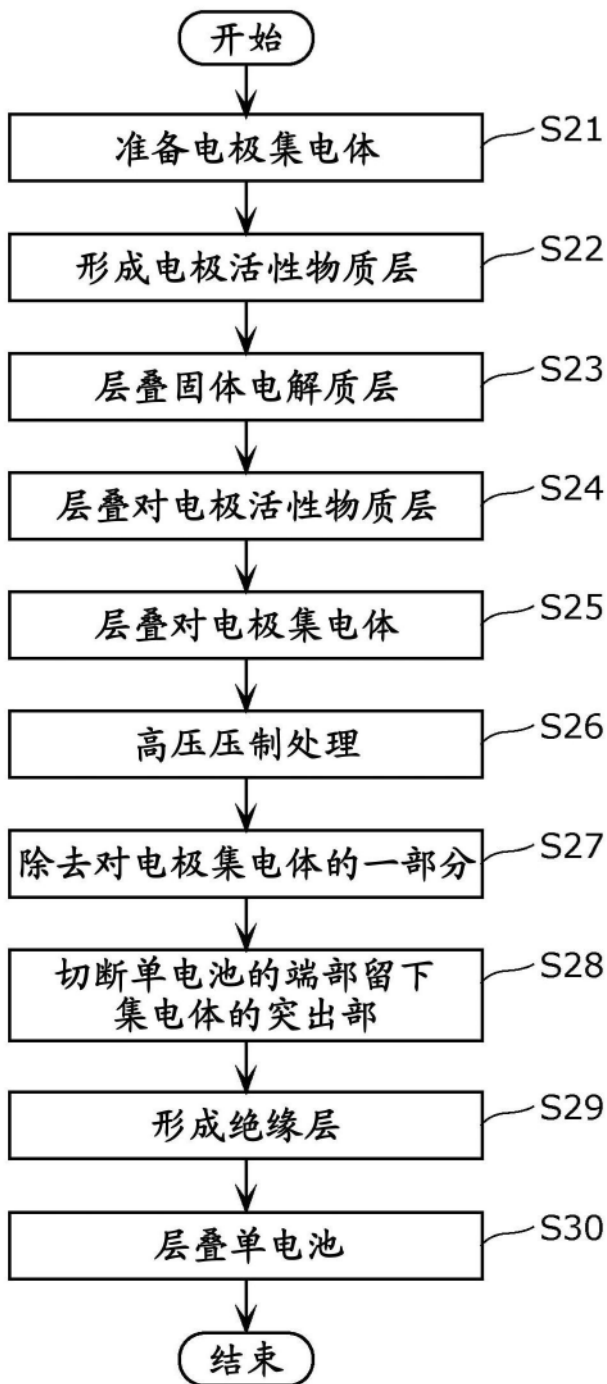 开始
准备电极集电体
S21
形成电极活性物质层
S22
层叠固体电解质层
S23
层叠对电极活性物质层
S24
层叠对电极集电体
S25
高压压制处理
S26
除去对电极集电体的一部分
S27
切断单电池的端部留下
集电体的突出部
S28
形成绝缘层
S29
层叠单电池
S30
结束